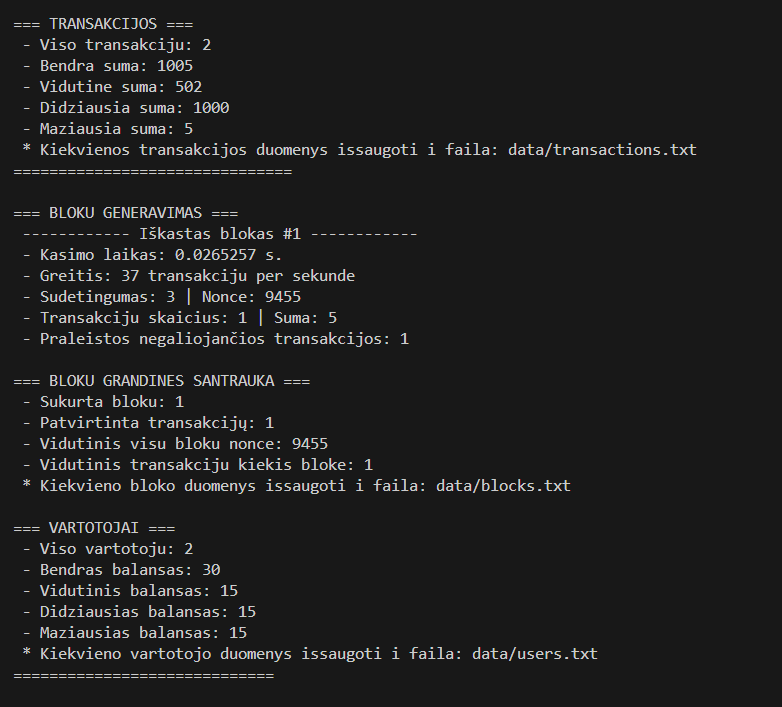 === TRANSAKCIJOS ===
- Viso transakciju: 2
- Bendra suma: 1005
- Vidutine suma: 502
- Didziausia suma: 1000
- Maziausia suma: 5
* Kiekvienos transakcijos duomenys issaugoti i faila: data/transactions.txt
===============================
=== BLOKU GENERAVIMAS ===
------------ Iškastas blokas #1 ------------
- Kasimo laikas: 0.0265257 s.
- Greitis: 37 transakciju per sekunde
- Sudetingumas: 3 | Nonce: 9455
- Transakciju skaicius: 1 | Suma: 5
- Praleistos negaliojančios transakcijos: 1
=== BLOKU GRANDINES SANTRAUKA ===
- Sukurta bloku: 1
- Patvirtinta transakcijų: 1
- Vidutinis visu bloku nonce: 9455
- Vidutinis transakciju kiekis bloke: 1
* Kiekvieno bloko duomenys issaugoti i faila: data/blocks.txt
=== VARTOTOJAI ===
- Viso vartotoju: 2
- Bendras balansas: 30
- Vidutinis balansas: 15
- Didziausias balansas: 15
- Maziausias balansas: 15
* Kiekvieno vartotojo duomenys issaugoti i faila: data/users.txt
=============================